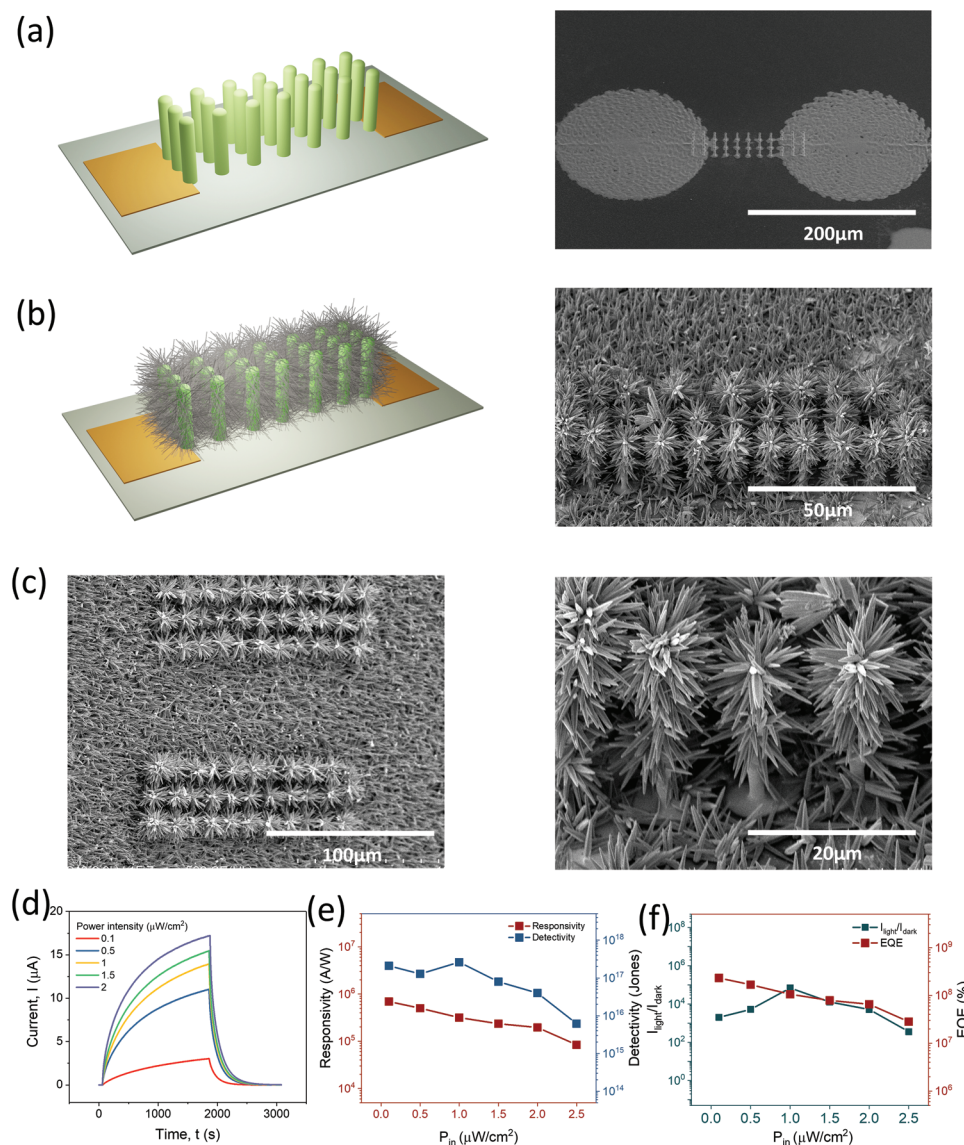 (a)
200μm
(b)
50μm
(c)
100μm
20μm
(d)
Power intensity (μW/cm²)
0.1
0.5
1
1.5
2
Current, I (μA)
20
15
10
5
0
0 1000 2000 3000
Time, t (s)
(e)
Responsivity
Detectivity
Responsivity (A/W)
10⁷
10⁶
10⁵
10⁴
Detectivity (Jones)
10¹⁸
10¹⁷
10¹⁶
10¹⁵
10¹⁴
0.0 0.5 1.0 1.5 2.0 2.5
P_in (μW/cm²)
(f)
I_light/I_dark
EQE
I_light/I_dark
10⁸
10⁶
10⁴
10²
10⁰
EQE (%)
10⁹
10⁸
10⁷
10⁶
0.0 0.5 1.0 1.5 2.0 2.5
P_in (μW/cm²)